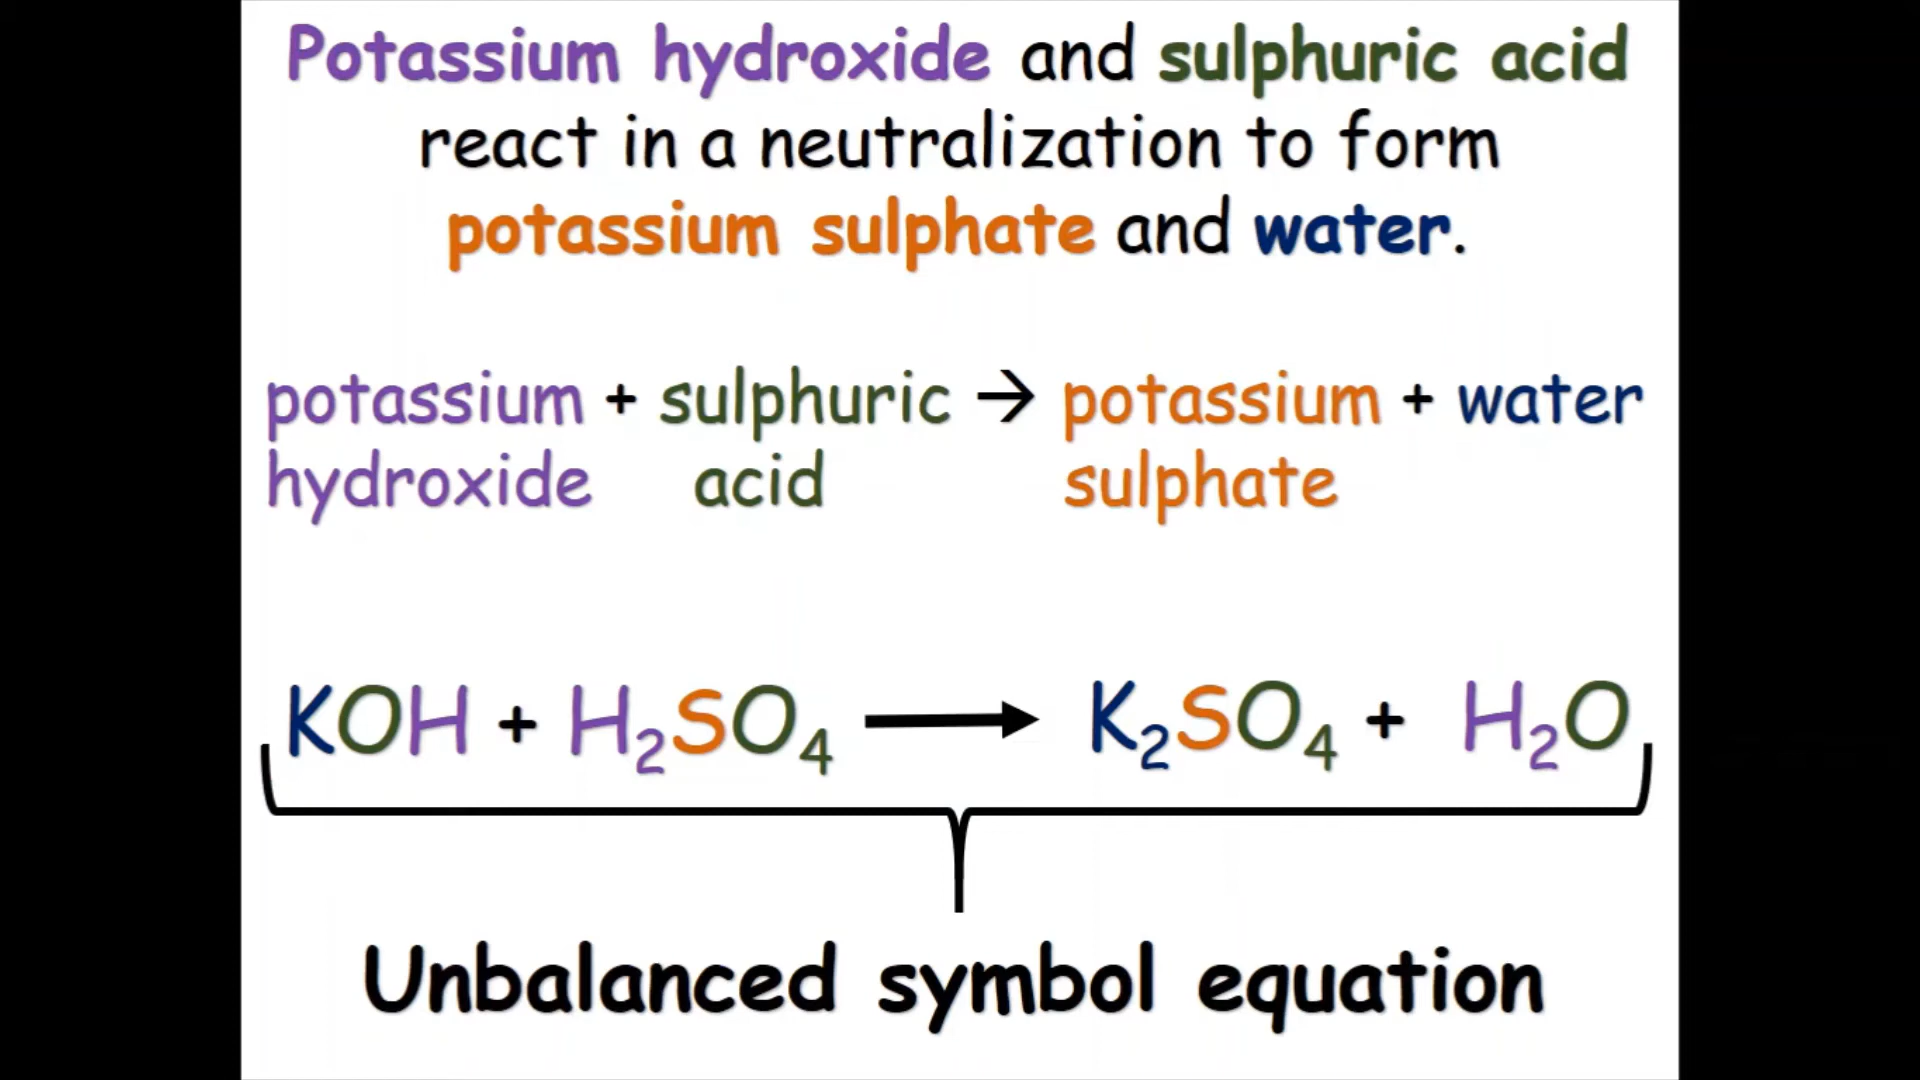 Potassium hydroxide and sulphuric acid
react in a neutralization to form
potassium sulphate and water.
potassium + sulphuric → potassium + water
hydroxide acid sulphate
KOH + H₂SO₄ → K₂SO₄ + H₂O
Unbalanced symbol equation